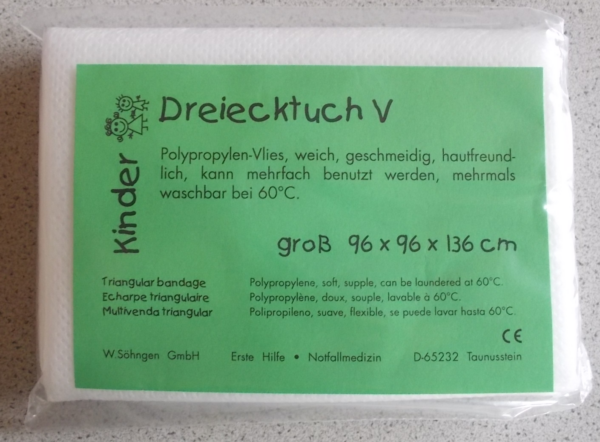 Kinder
Dreiecktuch V
Polypropylen-Vlies, weich, geschmeidig, hautfreund-
lich, kann mehrfach benutzt werden, mehrmals
waschbar bei 60°C.
groß 96 x 96 x 136 cm
Triangular bandage Polypropylene, soft, supple, can be laundered at 60°C.
Echarpe triangulaire Polypropylène, doux, souple, lavable à 60°C.
Multivenda triangular Polipropileno, suave, flexible, se puede lavar hasta 60°C.
CE
W.Söhngen GmbH Erste Hilfe • Notfallmedizin D-65232 Taunusstein